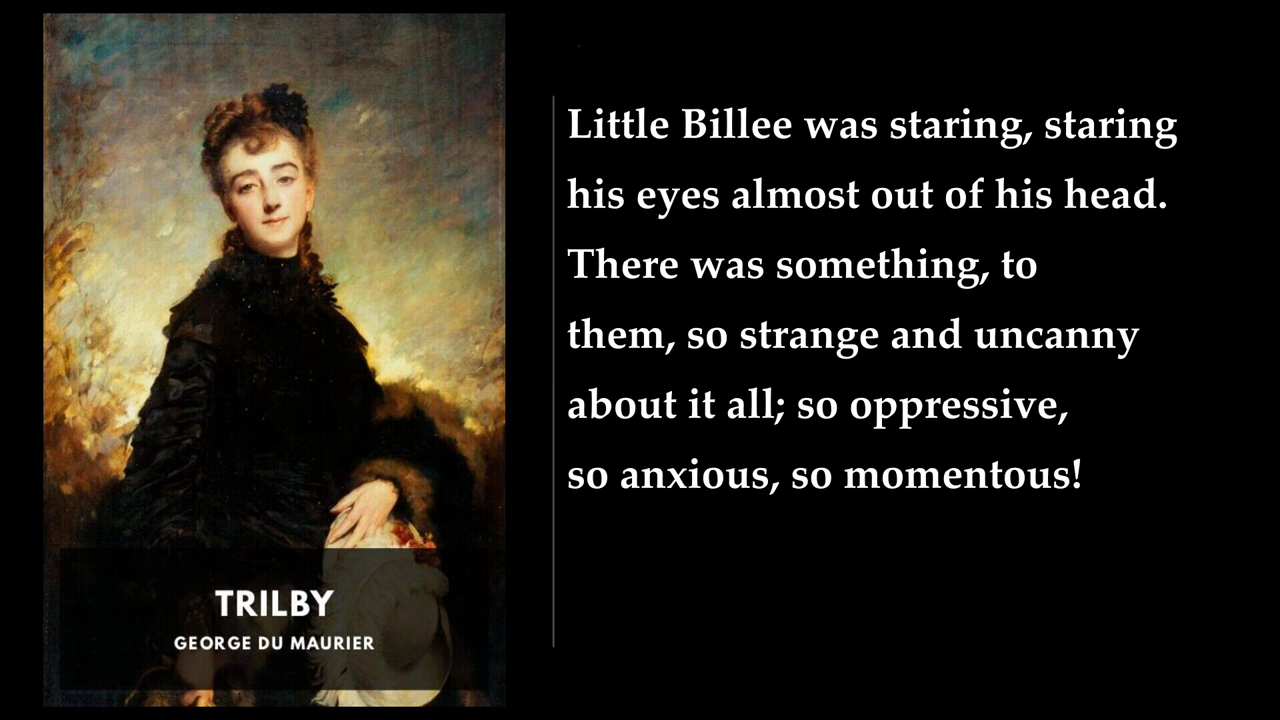 TRILBY
GEORGE DU MAURIER
Little Billee was staring, staring
his eyes almost out of his head.
There was something, to
them, so strange and uncanny
about it all; so oppressive,
so anxious, so momentous!